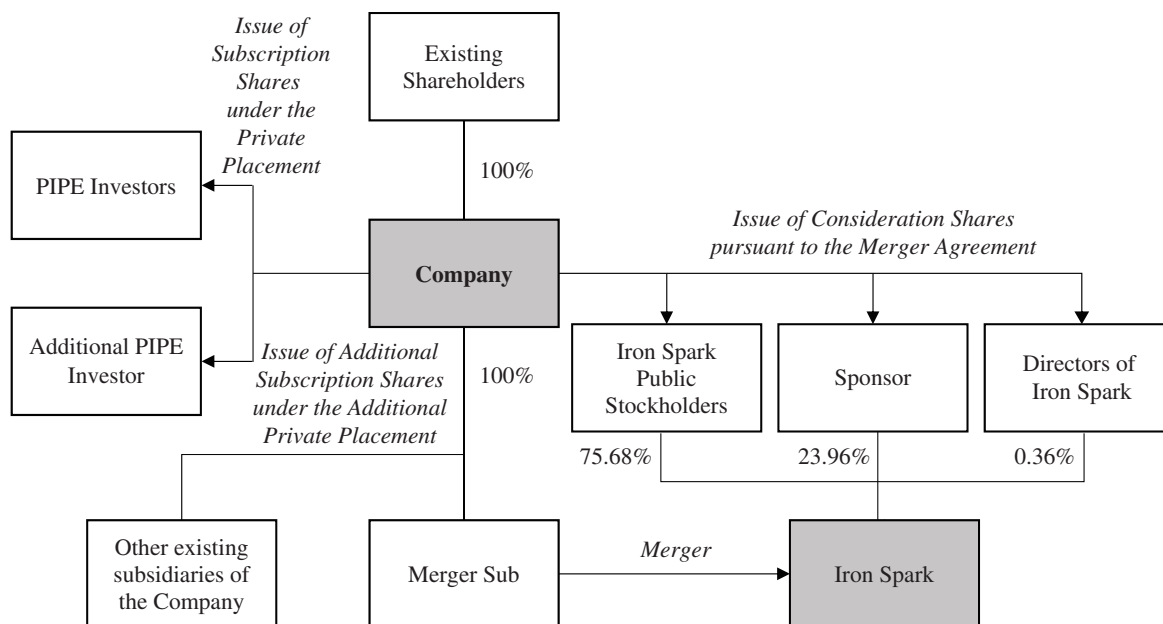 Issue of
Subscription
Shares
under the
Private
Placement
Existing
Shareholders
100%
PIPE Investors
Issue of Consideration Shares
pursuant to the Merger Agreement
Company
Additional PIPE
Investor
Issue of Additional
Subscription Shares
under the Additional
Private Placement
100%
Iron Spark
Public
Stockholders
Sponsor
Directors of
Iron Spark
75.68%
23.96%
0.36%
Other existing
subsidiaries of
the Company
Merger Sub
Merger
Iron Spark